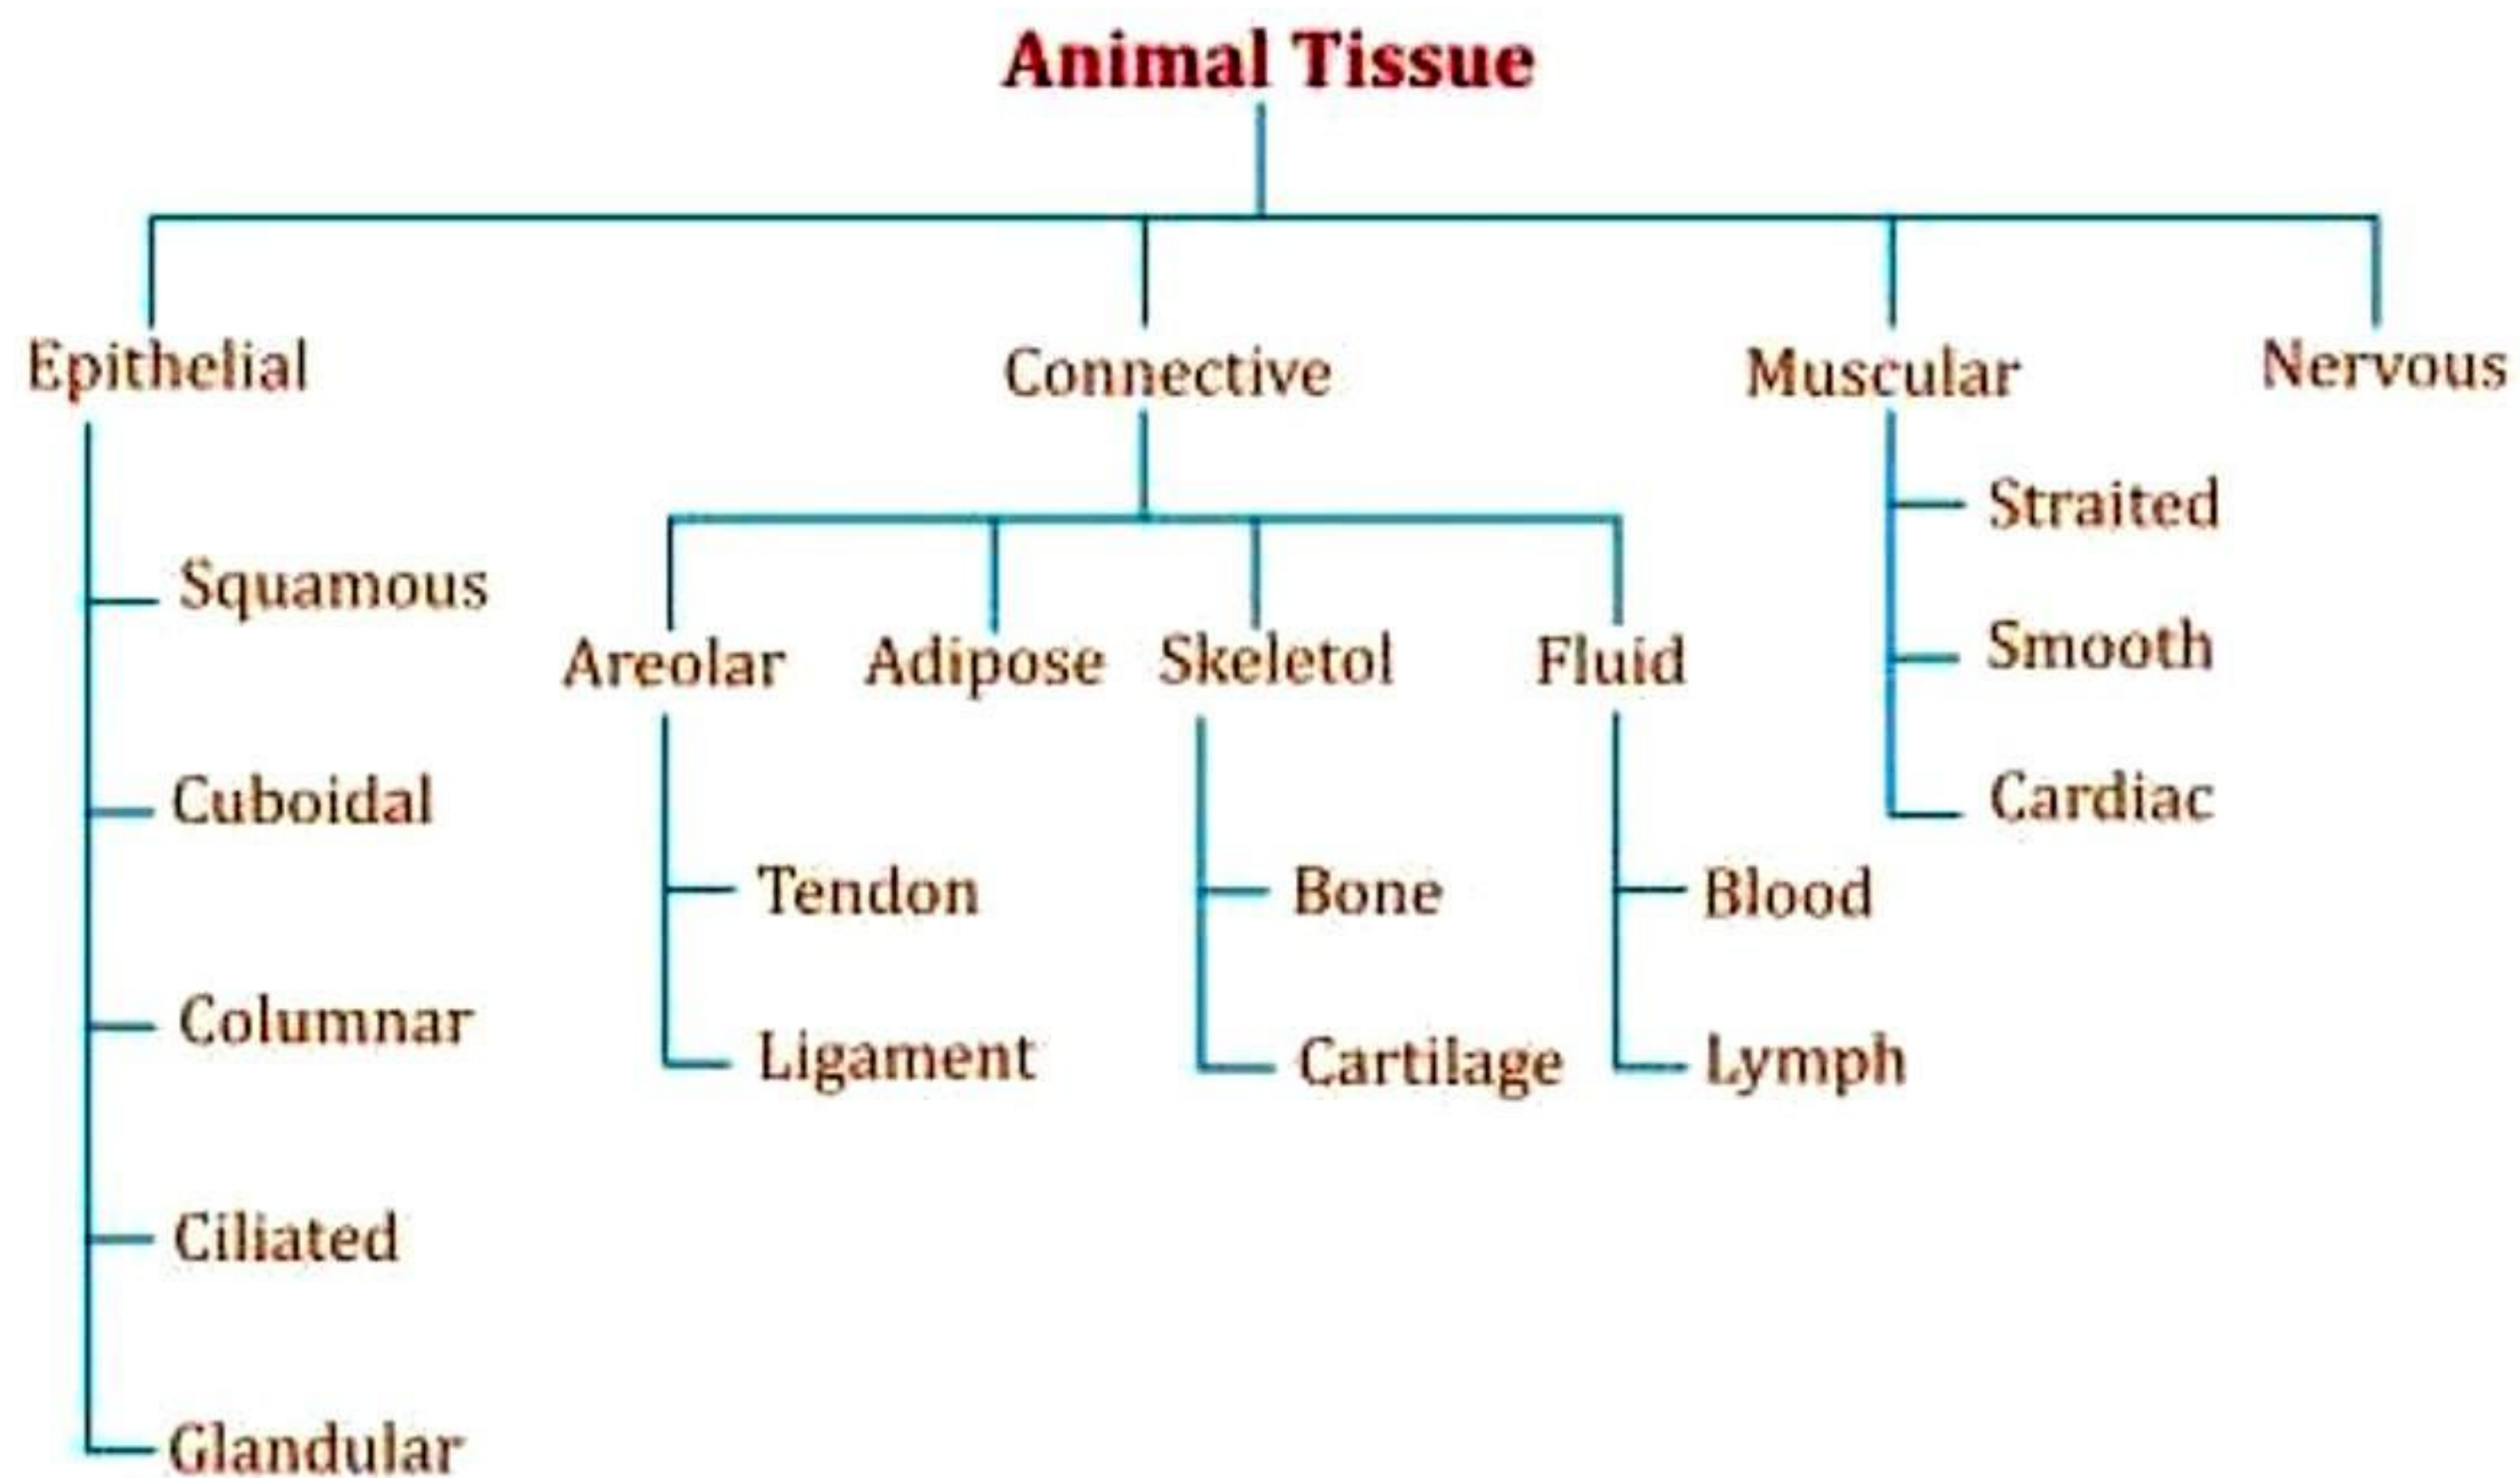 Animal Tissue
Epithelial
Connective
Muscular
Nervous
Squamous
Cuboidal
Columnar
Ciliated
Glandular
Areolar
Adipose
Skeletol
Fluid
Tendon
Ligament
Bone
Cartilage
Blood
Lymph
Straited
Smooth
Cardiac